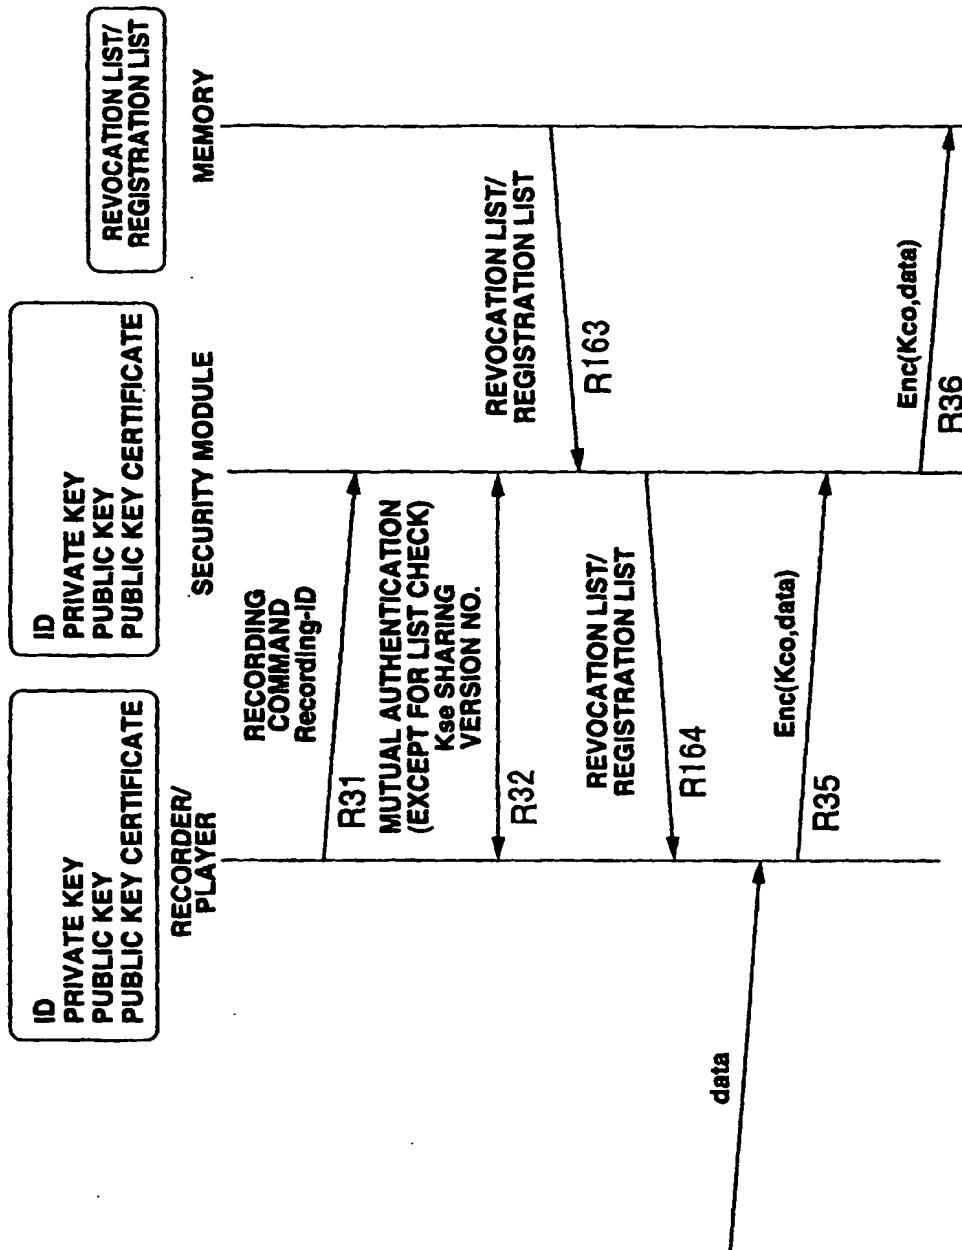 ID
PRIVATE KEY
PUBLIC KEY
PUBLIC KEY CERTIFICATE
RECORDER/
PLAYER
ID
PRIVATE KEY
PUBLIC KEY
PUBLIC KEY CERTIFICATE
SECURITY MODULE
REVOCATION LIST/
REGISTRATION LIST
MEMORY
RECORDING
COMMAND
Recording-ID
R31
MUTUAL AUTHENTICATION
(EXCEPT FOR LIST CHECK)
Kse SHARING
VERSION NO.
R32
REVOCATION LIST/
REGISTRATION LIST
R163
REVOCATION LIST/
REGISTRATION LIST
R164
data
Enc(Kco,data)
R35
Enc(Kco,data)
R36